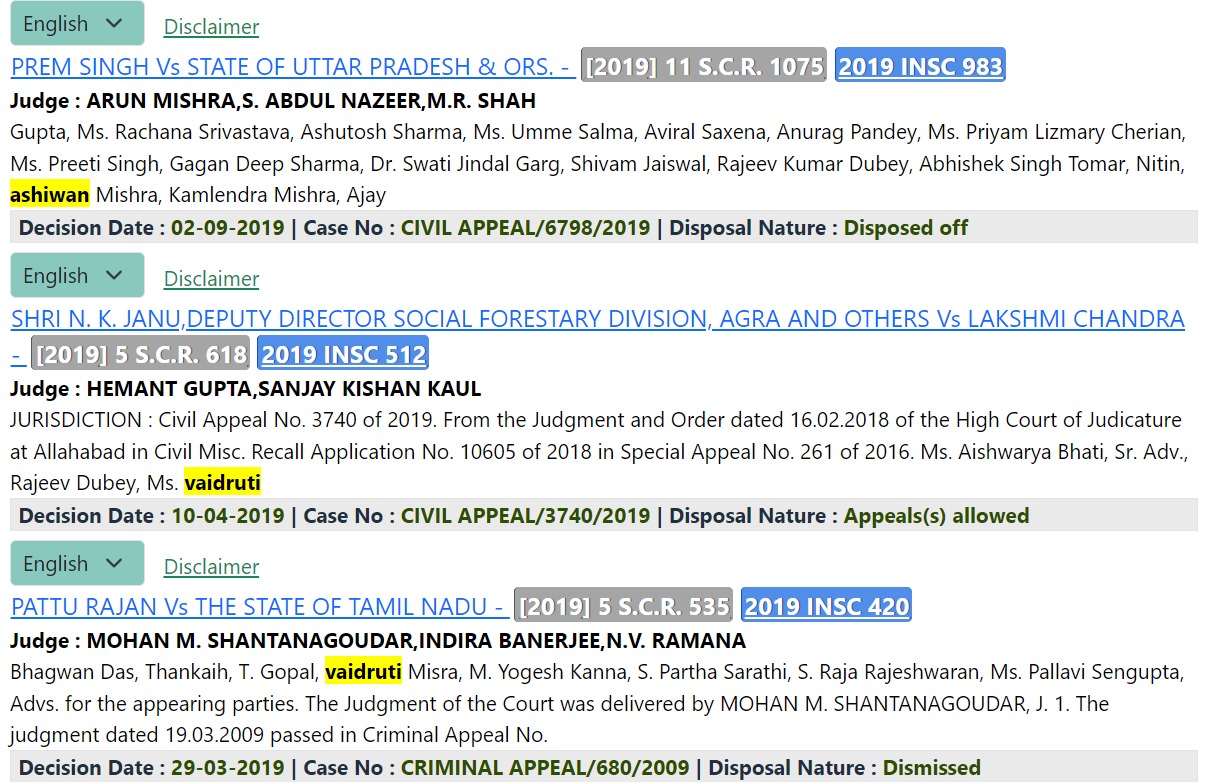 English Disclaimer
PREM SINGH Vs STATE OF UTTAR PRADESH & ORS. - [2019] 11 S.C.R. 1075 2019 INSC 983
Judge : ARUN MISHRA,S. ABDUL NAZEER,M.R. SHAH
Gupta, Ms. Rachana Srivastava, Ashutosh Sharma, Ms. Umme Salma, Aviral Saxena, Anurag Pandey, Ms. Priyam Lizmary Cherian,
Ms. Preeti Singh, Gagan Deep Sharma, Dr. Swati Jindal Garg, Shivam Jaiswal, Rajeev Kumar Dubey, Abhishek Singh Tomar, Nitin,
ashiwan Mishra, Kamlendra Mishra, Ajay
Decision Date : 02-09-2019 | Case No : CIVIL APPEAL/6798/2019 | Disposal Nature : Disposed off
English Disclaimer
SHRI N. K. JANU,DEPUTY DIRECTOR SOCIAL FORESTARY DIVISION, AGRA AND OTHERS Vs LAKSHMI CHANDRA
- [2019] 5 S.C.R. 618 2019 INSC 512
Judge : HEMANT GUPTA,SANJAY KISHAN KAUL
JURISDICTION : Civil Appeal No. 3740 of 2019. From the Judgment and Order dated 16.02.2018 of the High Court of Judicature
at Allahabad in Civil Misc. Recall Application No. 10605 of 2018 in Special Appeal No. 261 of 2016. Ms. Aishwarya Bhati, Sr. Adv.,
Rajeev Dubey, Ms. vaidruti
Decision Date : 10-04-2019 | Case No : CIVIL APPEAL/3740/2019 | Disposal Nature : Appeals(s) allowed
English Disclaimer
PATTU RAJAN Vs THE STATE OF TAMIL NADU - [2019] 5 S.C.R. 535 2019 INSC 420
Judge : MOHAN M. SHANTANAGOUDAR,INDIRA BANERJEE,N.V. RAMANA
Bhagwan Das, Thankaih, T. Gopal, vaidruti Misra, M. Yogesh Kanna, S. Partha Sarathi, S. Raja Rajeshwaran, Ms. Pallavi Sengupta,
Advs. for the appearing parties. The Judgment of the Court was delivered by MOHAN M. SHANTANAGOUDAR, J. 1. The
judgment dated 19.03.2009 passed in Criminal Appeal No.
Decision Date : 29-03-2019 | Case No : CRIMINAL APPEAL/680/2009 | Disposal Nature : Dismissed